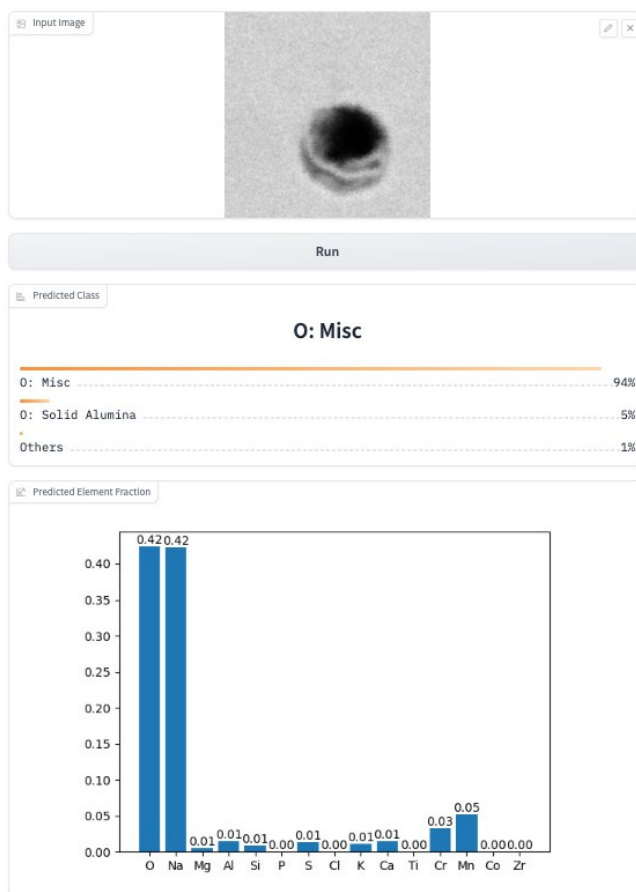 Input Image
Run
Predicted Class
O: Misc
O: Misc 94%
O: Solid Alumina 5%
Others 1%
Predicted Element Fraction
0.42 0.42 0.01 0.01 0.01 0.00 0.01 0.00 0.01 0.01 0.00 0.03 0.05 0.00 0.00
0.40
0.35
0.30
0.25
0.20
0.15
0.10
0.05
0.00
O Na Mg Al Si P S Cl K Ca Ti Cr Mn Co Zr